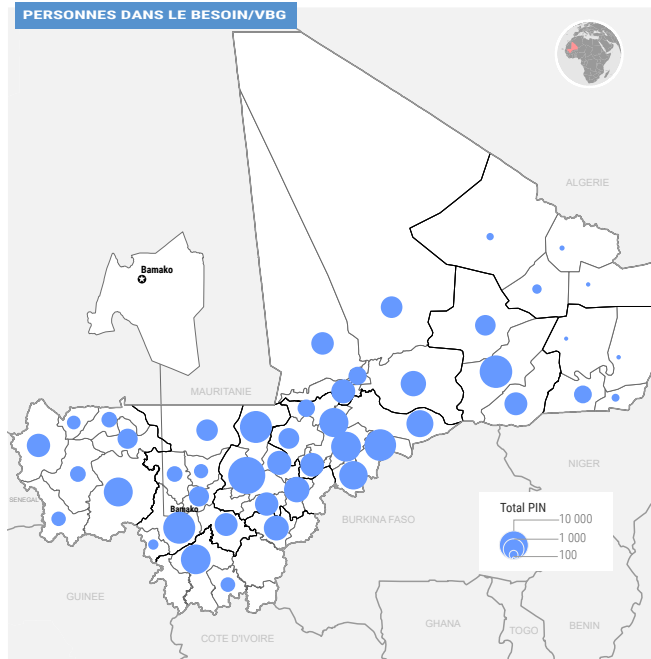 PERSONNES DANS LE BESOIN/VBG
ALGERIE
Bamako
MAURITANIE
NIGER
SENEGAL
Bamako
Total PIN
10 000
1 000
100
BURKINA FASO
GUINEE
GHANA
TOGO
BENIN
COTE D'IVOIRE